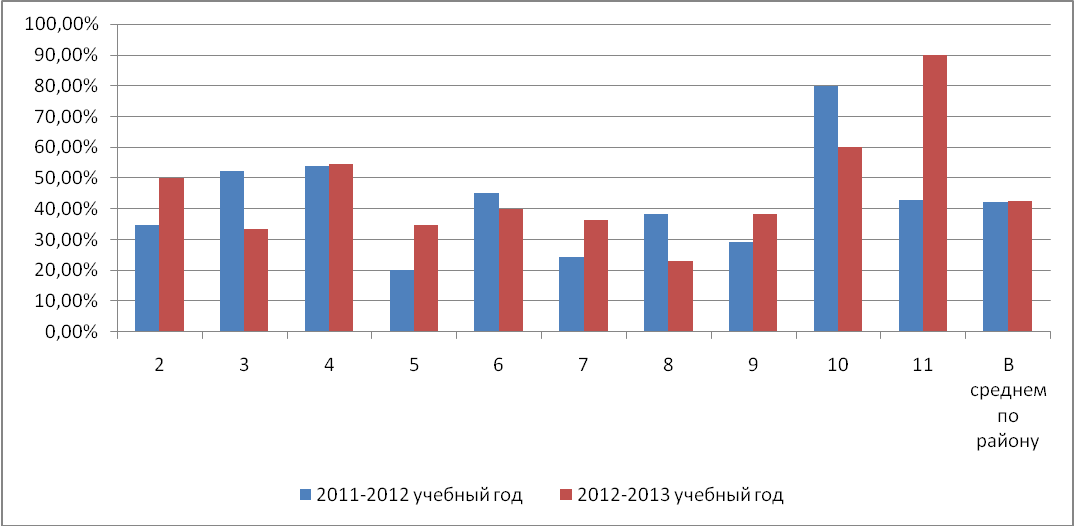 100,00%
90,00%
80,00%
70,00%
60,00%
50,00%
40,00%
30,00%
20,00%
10,00%
0,00%
2 3 4 5 6 7 8 9 10 11 В
среднем
по
району
2011-2012 учебный год 2012-2013 учебный год